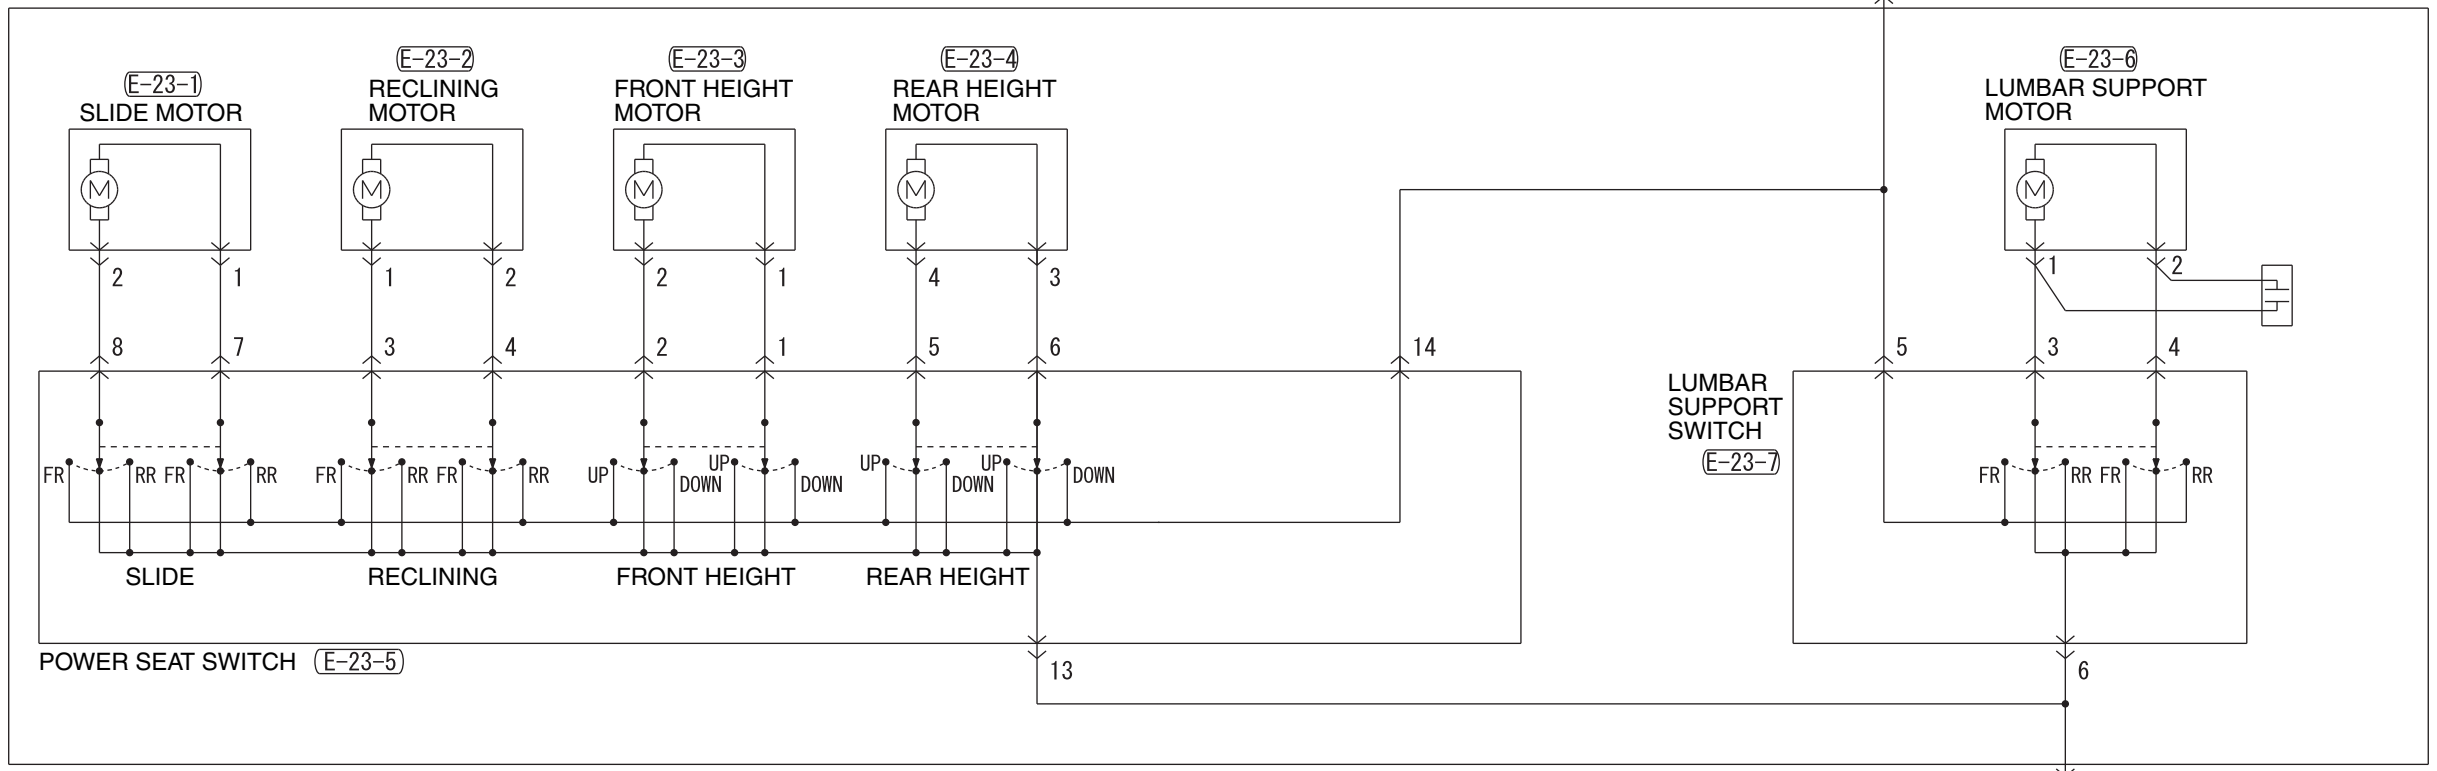 E-23-1
SLIDE MOTOR
E-23-2
RECLINING
MOTOR
E-23-3
FRONT HEIGHT
MOTOR
E-23-4
REAR HEIGHT
MOTOR
E-23-6
LUMBAR SUPPORT
MOTOR
M M M M M
2 1 1 2 2 1 4 3 1 2
8 7 3 4 2 1 5 6 14 5 3 4
LUMBAR
SUPPORT
SWITCH
E-23-7
FR RR FR RR FR RR FR RR UP DOWN UP DOWN UP DOWN UP DOWN FR RR FR RR
SLIDE
RECLINING
FRONT HEIGHT
REAR HEIGHT
POWER SEAT SWITCH E-23-5
13
6